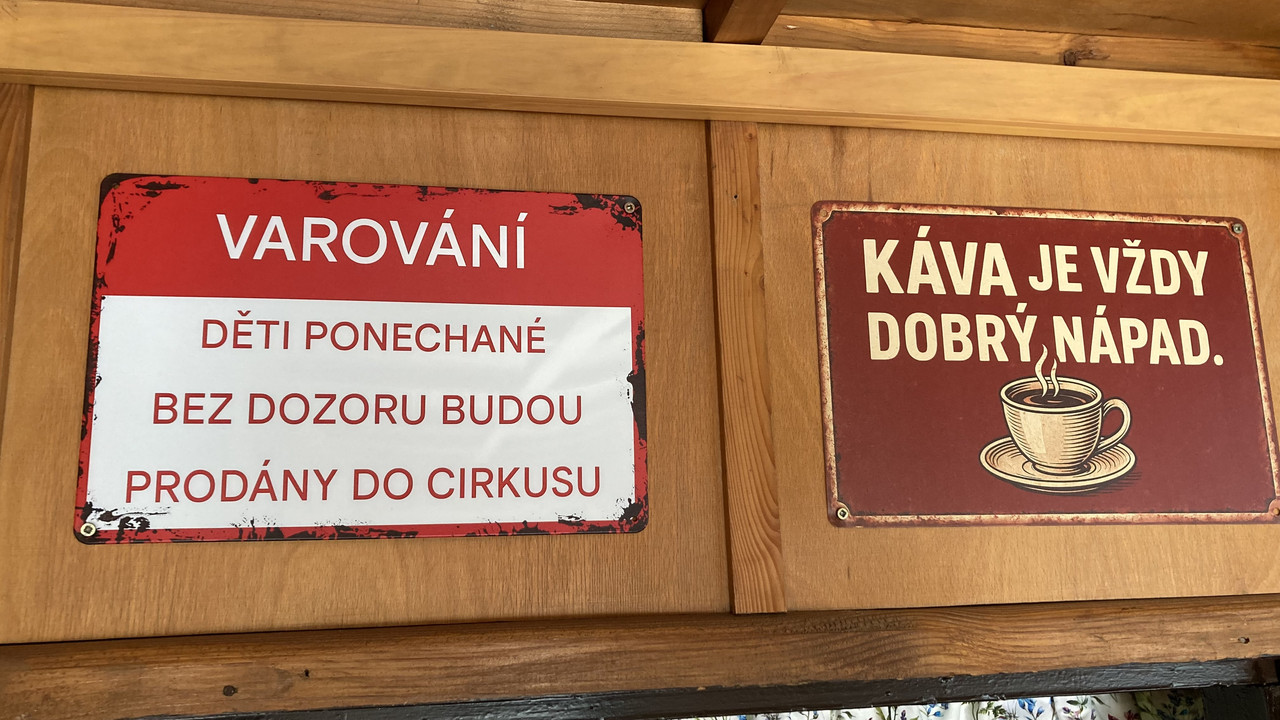 VAROVÁNÍ
DĚTI PONECHANÉ
BEZ DOZORU BUDOU
PRODÁNY DO CIRKUSU
KÁVA JE VŽDY
DOBRÝ NÁPAD.